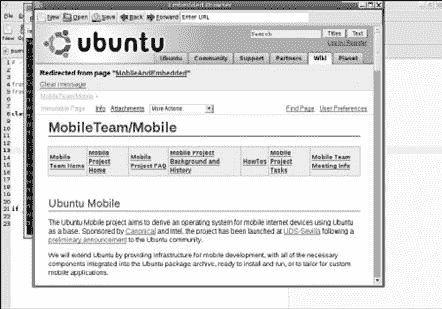 Embedded Browser
File
New Open Save Back Forward Enter URL
New
ubuntu
Search Titles Text
Log In / Register
Ubuntu Community Support Partners Wiki Planet
Redirected from page "MobileAndEmbedded"
Clear message
MobileTeam/Mobile
Immutable Page Info Attachments More Actions: Find Page User Preferences
MobileTeam/Mobile
Mobile Team Home
Mobile Project Home
Mobile Project FAQ
Mobile Project Background and History
HowTos
Mobile Project Tasks
Mobile Team Meeting Info
Ubuntu Mobile
The Ubuntu Mobile project aims to derive an operating system for mobile internet devices using Ubuntu
as a base. Sponsored by Canonical and Intel, the project has been launched at UDS-Sevilla following a
preliminary announcement to the Ubuntu community.
We will extend Ubuntu by providing infrastructure for mobile development, with all of the necessary
components integrated into the Ubuntu package archive, ready to install and run, or to tailor for custom
mobile applications.